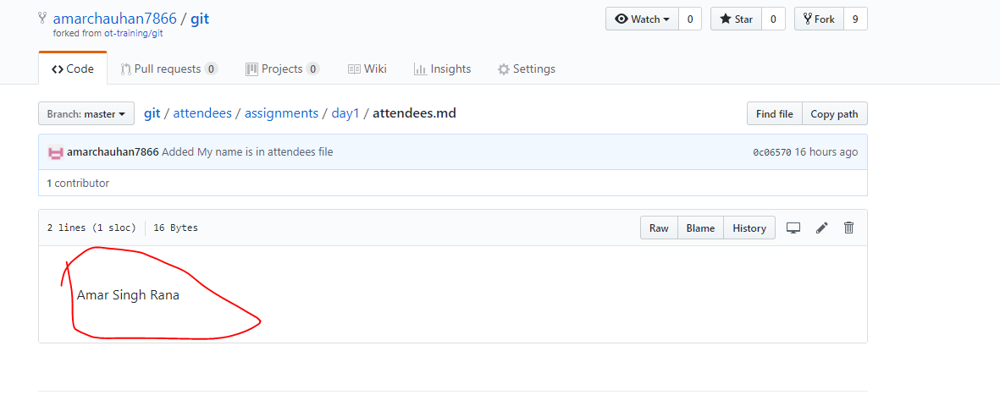 amarchauhan7866 / git
Watch 0 Star 0 Fork 9
forked from ot-training/git
Code Pull requests 0 Projects 0 Wiki Insights Settings
Branch: master git / attendees / assignments / day1 / attendees.md Find file Copy path
amarchauhan7866 Added My name is in attendees file 0c06570 16 hours ago
1 contributor
2 lines (1 sloc) 16 Bytes Raw Blame History
Amar Singh Rana